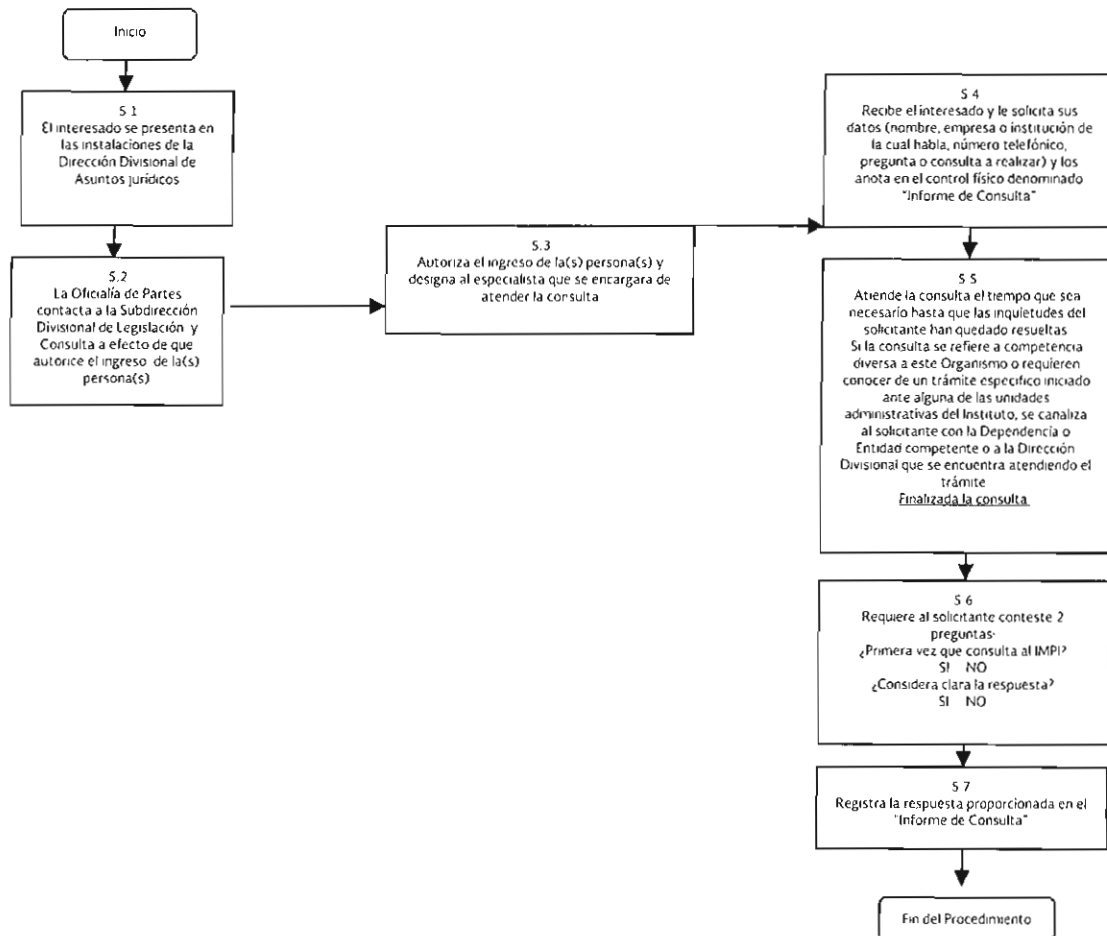 Inicio
5.1
El interesado se presenta en
las instalaciones de la
Dirección Divisional de
Asuntos Jurídicos
5.2
La Oficialía de Partes
contacta a la Subdirección
Divisional de Legislación y
Consulta a efecto de que
autorice el ingreso de la(s)
persona(s)
5.3
Autoriza el ingreso de la(s) persona(s) y
designa al especialista que se encargara de
atender la consulta
5 4
Recibe el interesado y le solicita sus
datos (nombre, empresa o institución de
la cual habla, número telefónico,
pregunta o consulta a realizar) y los
anota en el control físico denominado
"Informe de Consulta"
5 5
Atiende la consulta el tiempo que sea
necesario hasta que las inquietudes del
solicitante han quedado resueltas
Si la consulta se refiere a competencia
diversa a este Organismo o requieren
conocer de un trámite específico iniciado
ante alguna de las unidades
administrativas del Instituto, se canaliza
al solicitante con la Dependencia o
Entidad competente o a la Dirección
Divisional que se encuentra atendiendo el
trámite
Finalizada la consulta
5 6
Requiere al solicitante conteste 2
preguntas:
¿Primera vez que consulta al IMPI?
SI NO
¿Considera clara la respuesta?
SI NO
5 7
Registra la respuesta proporcionada en el
"Informe de Consulta"
Fin del Procedimiento